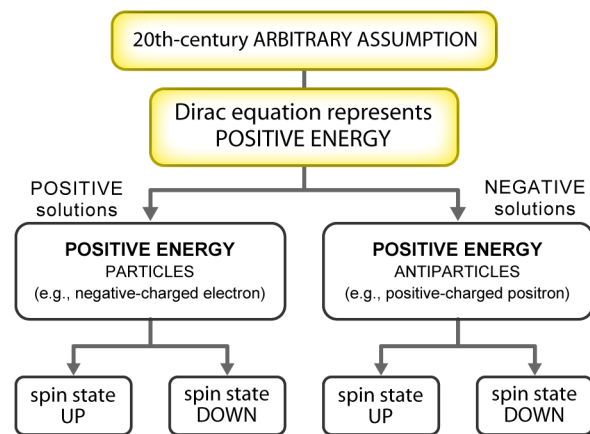 20th-century ARBITRARY ASSUMPTION
Dirac equation represents
POSITIVE ENERGY
POSITIVE
solutions
NEGATIVE
solutions
POSITIVE ENERGY
PARTICLES
(e.g., negative-charged electron)
POSITIVE ENERGY
ANTIPARTICLES
(e.g., positive-charged positron)
spin state
UP
spin state
DOWN
spin state
UP
spin state
DOWN